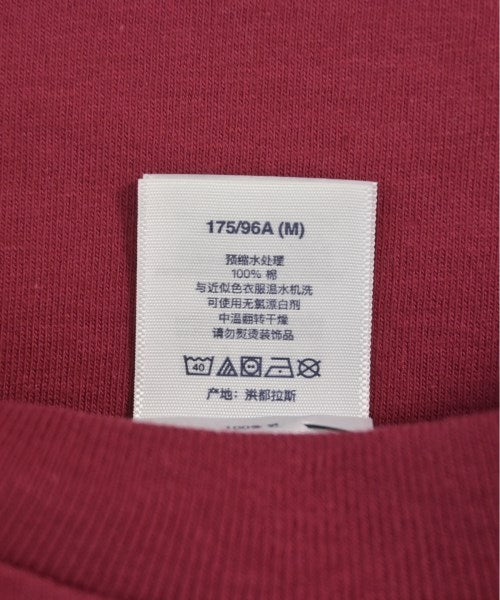 175/96A (M)
预缩水处理
100% 棉
与近似色衣服温水机洗
可使用无氯漂白剂
中温翻转干燥
请勿熨烫装饰品
40
产地: 洪都拉斯